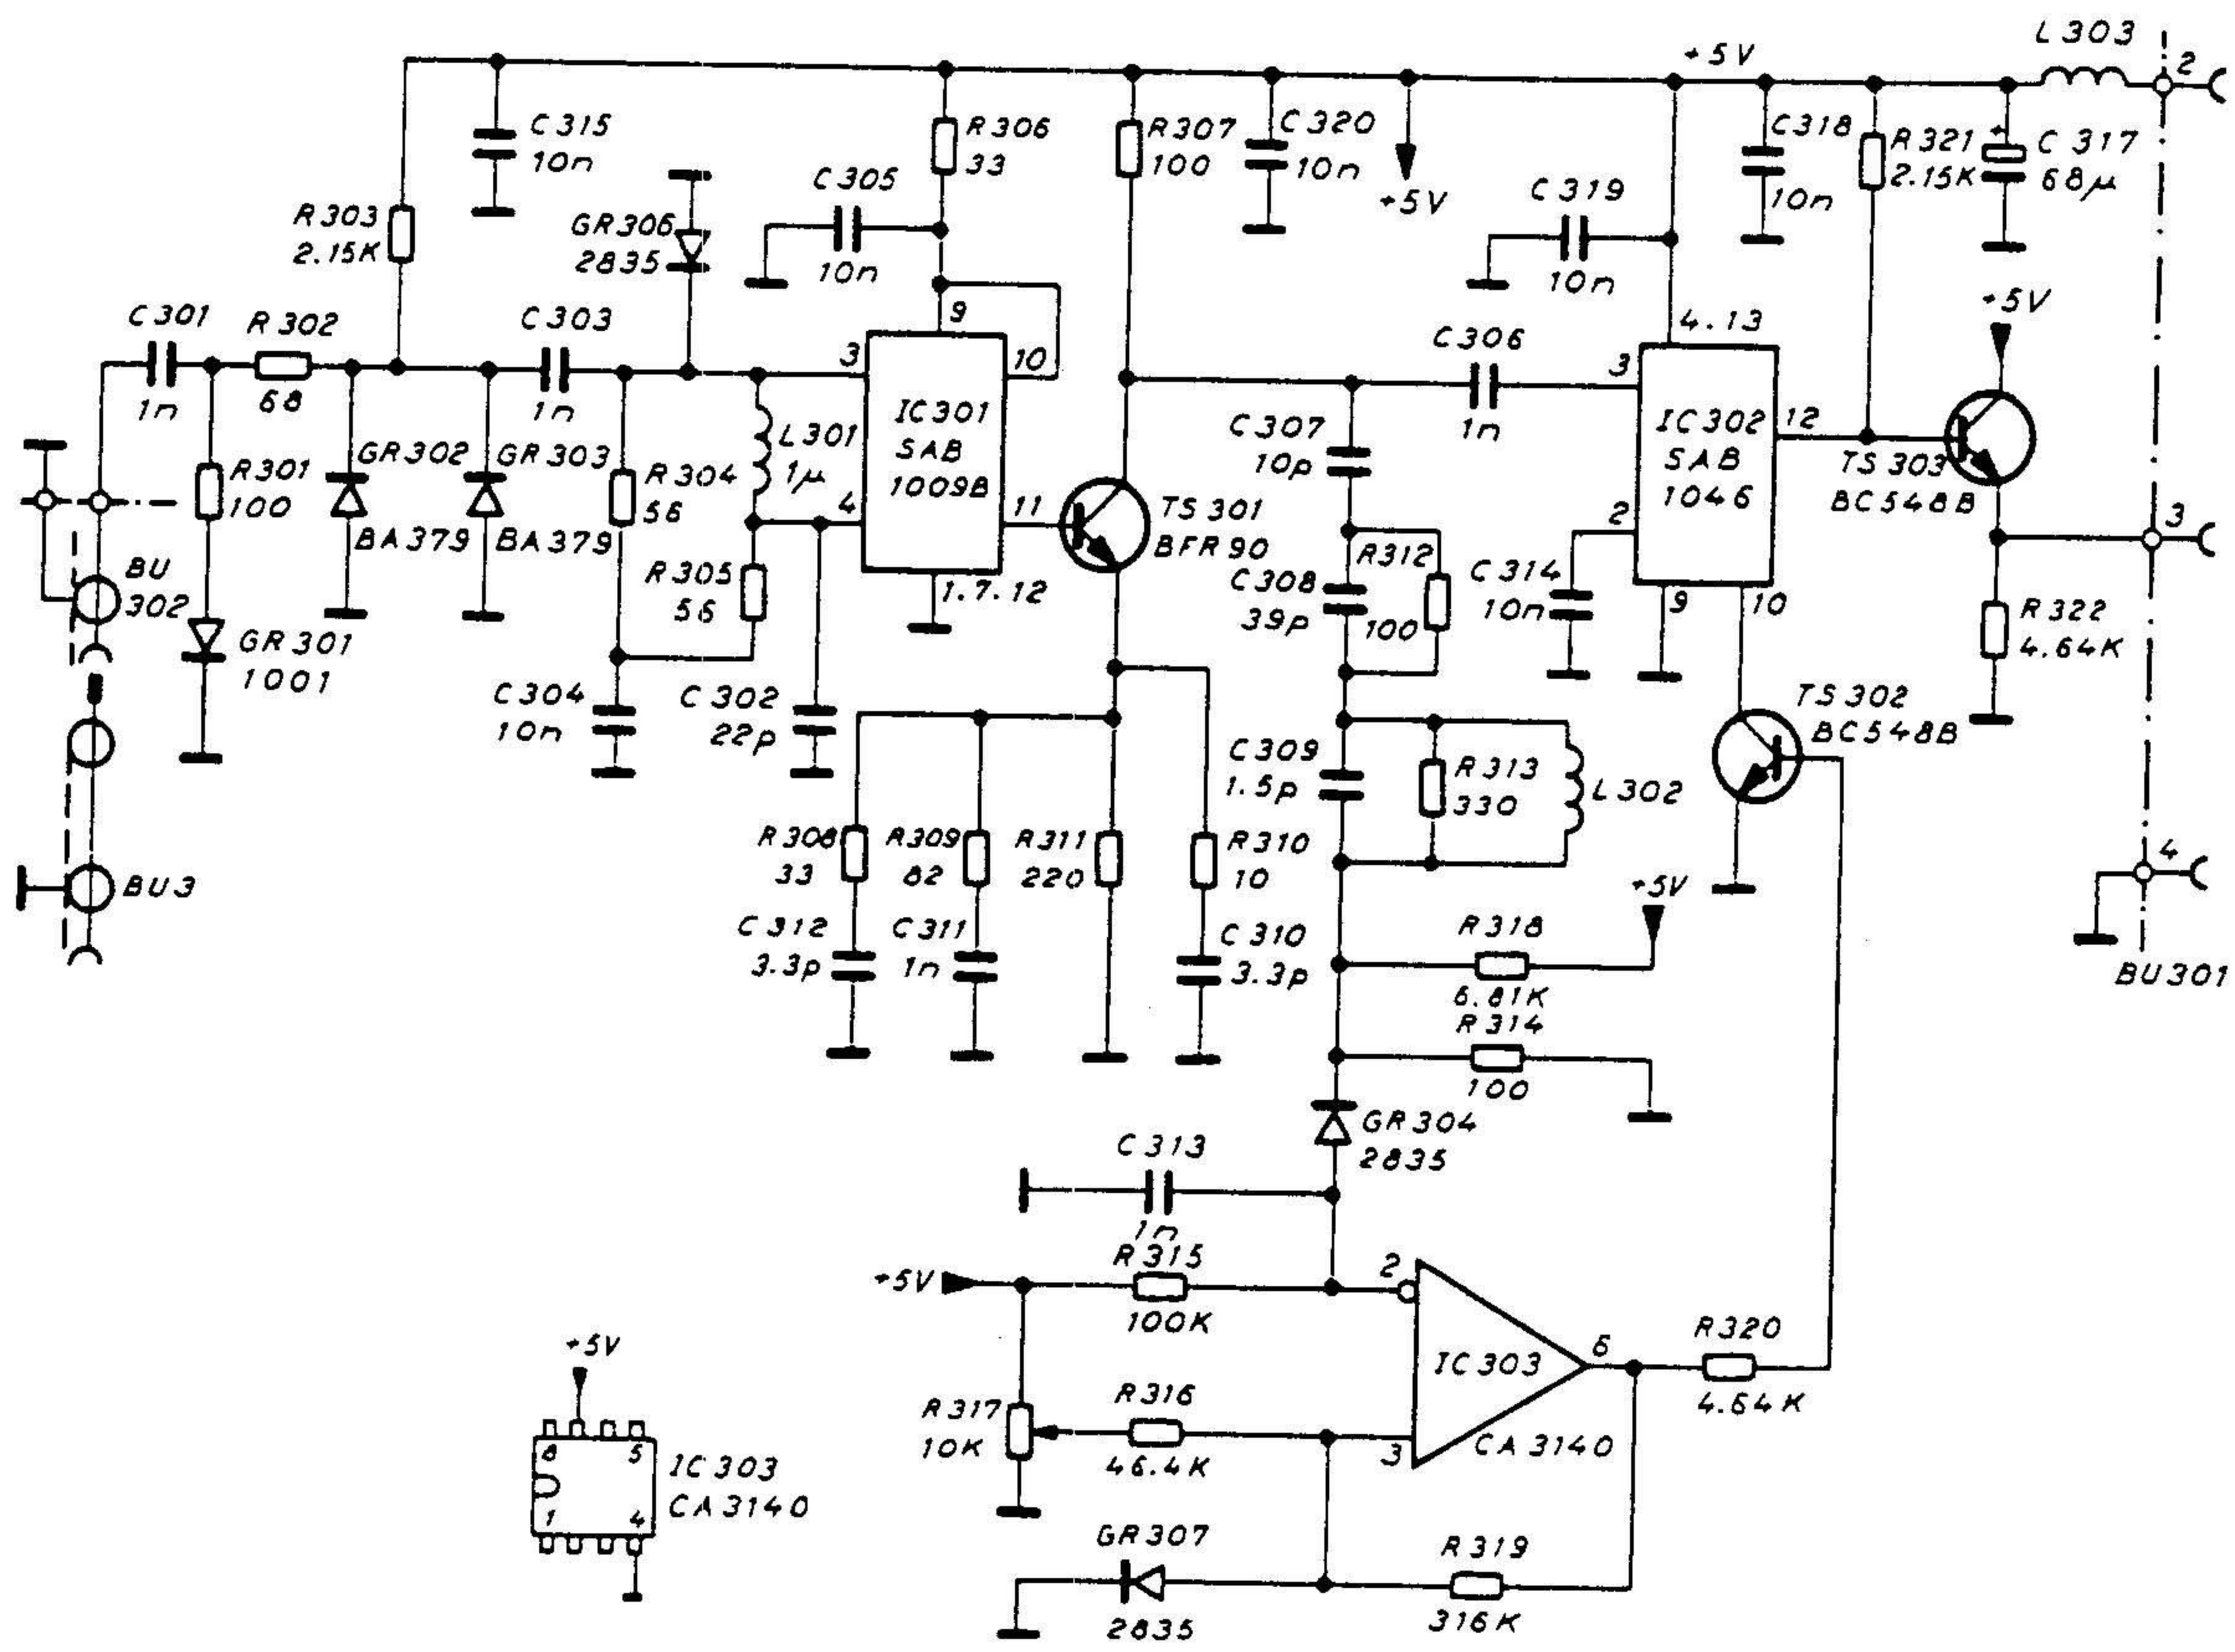 L303
+5V
2
C315
10n
R306
33
R307
100
C320
10n
+5V
C318
10n
R321
2.15K
+
C317
68µ
R303
2.15K
GR306
2835
C305
10n
C319
10n
+5V
C301
1n
R302
68
C303
1n
9
4.13
3
10
C306
1n
3
IC301
SAB
1009B
IC302
SAB
1046
12
R301
100
GR302
BA379
GR303
BA379
R304
56
L301
1µ
4
11
TS301
BFR90
C307
10p
2
TS303
BC548B
3
BU
302
R305
56
1.7.12
C308
39p
R312
100
C314
10n
9
10
R322
4.64K
GR301
1001
C304
10n
C302
22p
TS302
BC548B
C309
1.5p
R313
330
L302
R308
33
R309
82
R311
220
R310
10
BU3
+5V
4
C312
3.3p
C311
1n
C310
3.3p
R318
6.81K
R314
100
BU301
GR304
2835
C313
1n
R315
100K
+5V
2
IC303
6
R320
4.64K
+5V
R317
10K
R316
46.4K
3
CA3140
8
5
1
4
IC303
CA3140
GR307
2835
R319
316K